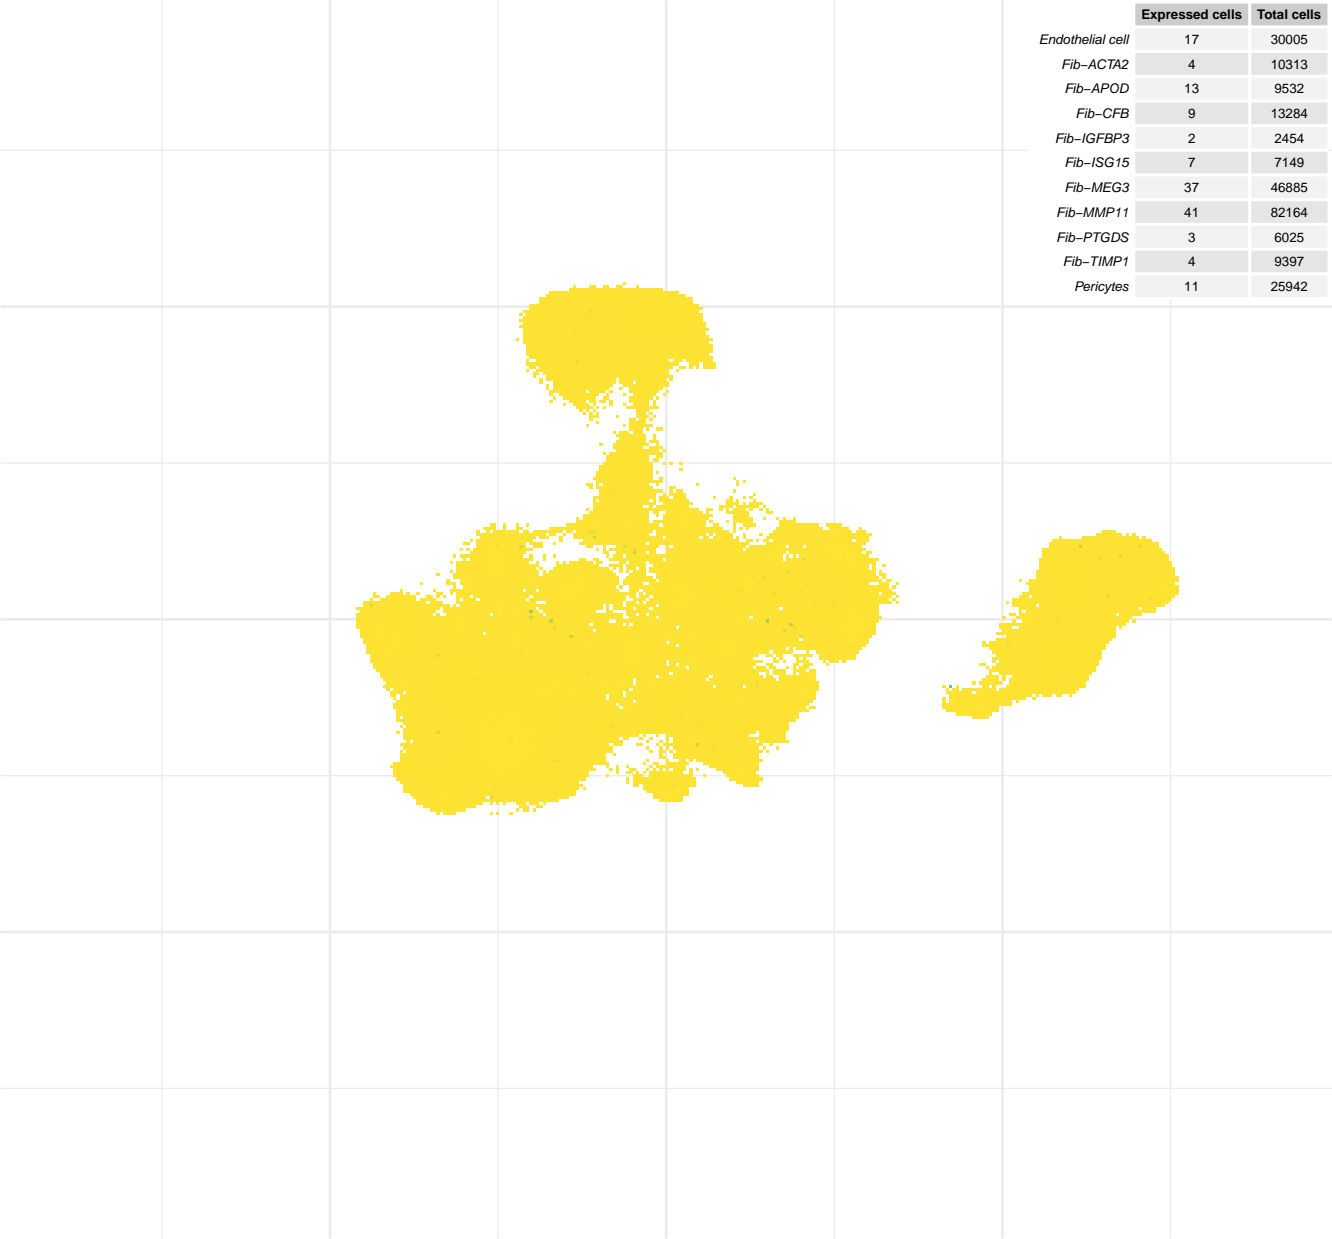 Expressed cells Total cells
Endothelial cell 17 30005
Fib−ACTA2 4 10313
Fib−APOD 13 9532
Fib−CFB 9 13284
Fib−IGFBP3 2 2454
Fib−ISG15 7 7149
Fib−MEG3 37 46885
Fib−MMP11 41 82164
Fib−PTGDS 3 6025
Fib−TIMP1 4 9397
Pericytes 11 25942